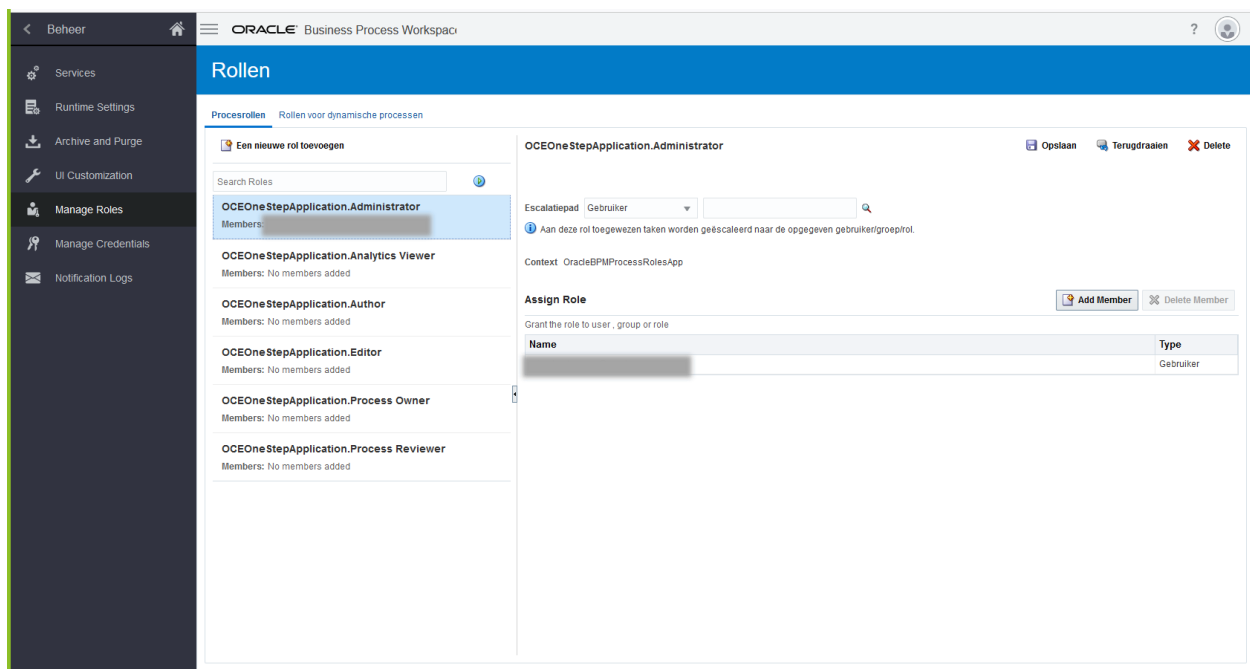 Beheer
ORACLE® Business Process Workspac
?
Services
Runtime Settings
Archive and Purge
UI Customization
Manage Roles
Manage Credentials
Notification Logs
Rollen
Procesrollen Rollen voor dynamische processen
Een nieuwe rol toevoegen
Search Roles
OCEOneStepApplication.Administrator
Members:
OCEOneStepApplication.Analytics Viewer
Members: No members added
OCEOneStepApplication.Author
Members: No members added
OCEOneStepApplication.Editor
Members: No members added
OCEOneStepApplication.Process Owner
Members: No members added
OCEOneStepApplication.Process Reviewer
Members: No members added
OCEOneStepApplication.Administrator
Opslaan Terugdraaien Delete
Escalatiepad Gebruiker
Aan deze rol toegewezen taken worden geëscaleerd naar de opgegeven gebruiker/groep/rol.
Context OracleBPMProcessRolesApp
Assign Role
Add Member Delete Member
Grant the role to user , group or role
Name Type
Gebruiker